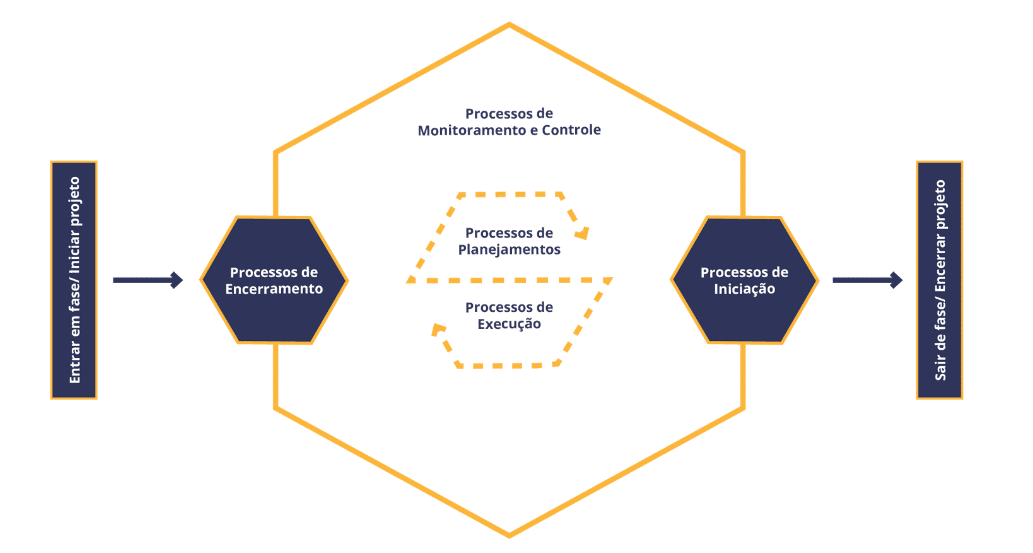 Processos de
Monitoramento e Controle
Entrar em fase/ Iniciar projeto
Processos de
Encerramento
Processos de
Planejamentos
Processos de
Execução
Processos de
Iniciação
Sair de fase/ Encerrar projeto